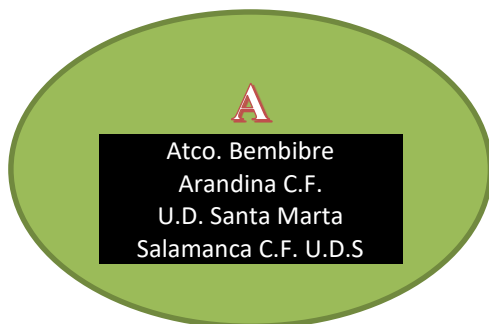 A
Atco. Bembibre
Arandina C.F.
U.D. Santa Marta
Salamanca C.F. U.D.S